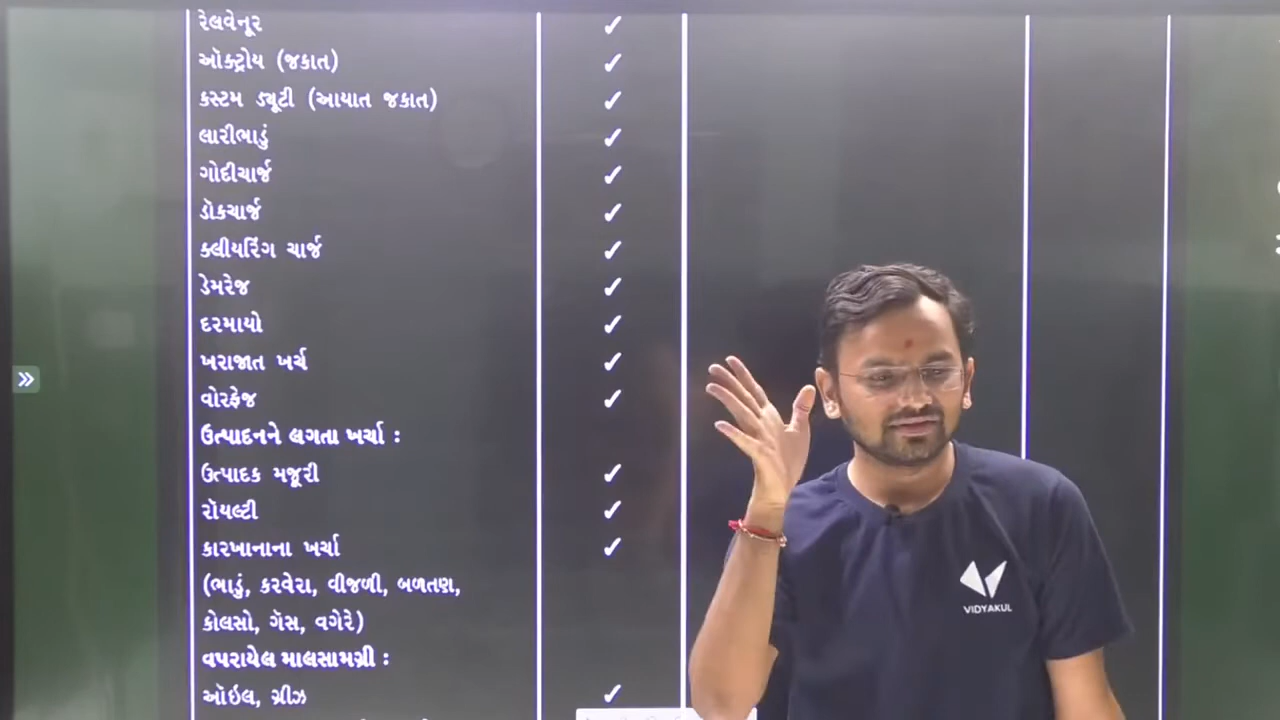 રેલવેનૂર ✓
ઑક્ટ્રોય (જકાત) ✓
કસ્ટમ ડ્યૂટી (આયાત જકાત) ✓
લારીભાડું ✓
ગોદીચાર્જ ✓
ડૉકચાર્જ ✓
ક્લીયરિંગ ચાર્જ ✓
ડેમરેજ ✓
દરમાયો ✓
ખરાજાત ખર્ચ ✓
વોરફેજ ✓
ઉત્પાદનને લગતા ખર્ચા :
ઉત્પાદક મજૂરી ✓
રૉયલ્ટી ✓
કારખાનાના ખર્ચા ✓
(ભાડું, કરવેરા, વીજળી, બળતણ,
કોલસો, ગૅસ, વગેરે)
વપરાયેલ માલસામગ્રી :
ઑઇલ, ગ્રીઝ ✓
VIDYAKUL